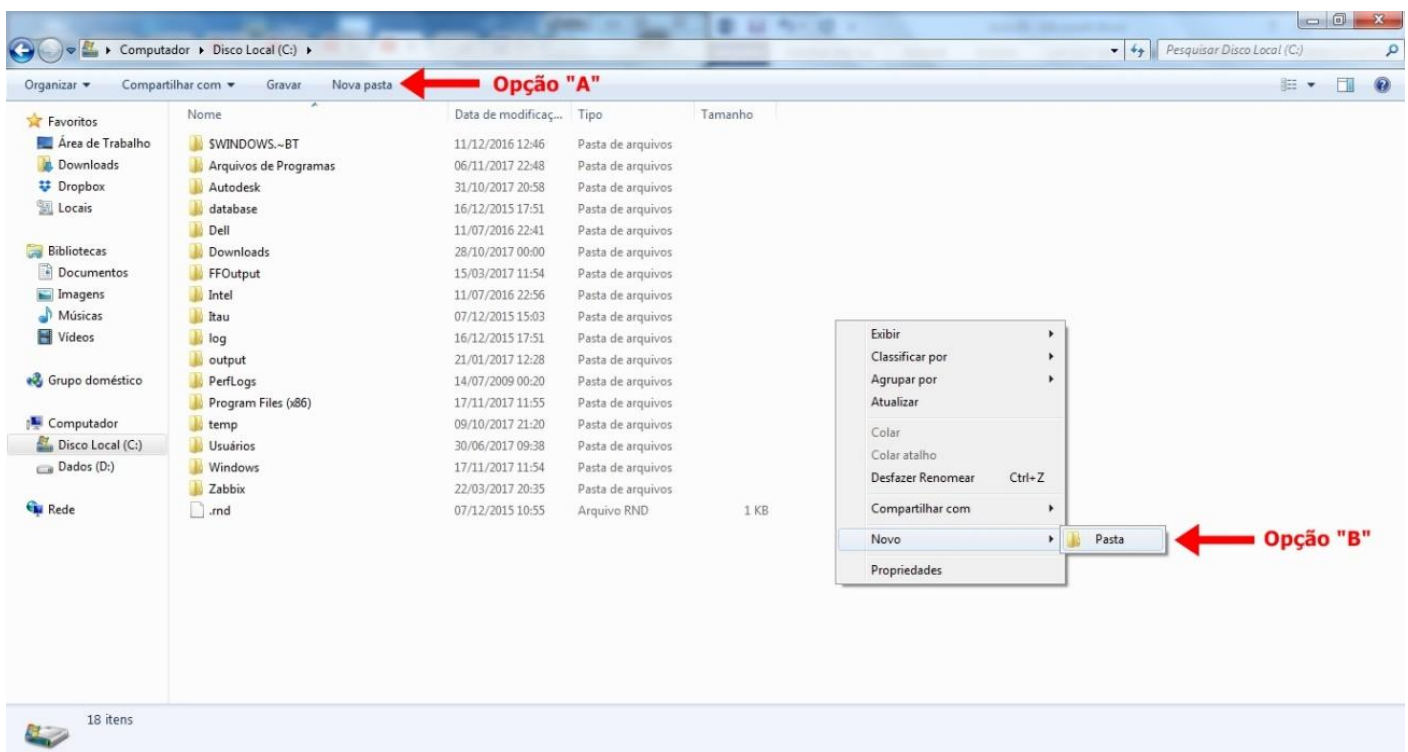 Computador ▸ Disco Local (C:) ▸ Pesquisar Disco Local (C:)
Organizar Compartilhar com Gravar Nova pasta Opção "A"
Favoritos
Área de Trabalho
Downloads
Dropbox
Locais
Bibliotecas
Documentos
Imagens
Músicas
Vídeos
Grupo doméstico
Computador
Disco Local (C:)
Dados (D:)
Rede
Nome Data de modificaç... Tipo Tamanho
$WINDOWS.~BT 11/12/2016 12:46 Pasta de arquivos
Arquivos de Programas 06/11/2017 22:48 Pasta de arquivos
Autodesk 31/10/2017 20:58 Pasta de arquivos
database 16/12/2015 17:51 Pasta de arquivos
Dell 11/07/2016 22:41 Pasta de arquivos
Downloads 28/10/2017 00:00 Pasta de arquivos
FFOutput 15/03/2017 11:54 Pasta de arquivos
Intel 11/07/2016 22:56 Pasta de arquivos
Itau 07/12/2015 15:03 Pasta de arquivos
log 16/12/2015 17:51 Pasta de arquivos
output 21/01/2017 12:28 Pasta de arquivos
PerfLogs 14/07/2009 00:20 Pasta de arquivos
Program Files (x86) 17/11/2017 11:55 Pasta de arquivos
temp 09/10/2017 21:20 Pasta de arquivos
Usuários 30/06/2017 09:38 Pasta de arquivos
Windows 17/11/2017 11:54 Pasta de arquivos
Zabbix 22/03/2017 20:35 Pasta de arquivos
.rnd 07/12/2015 10:55 Arquivo RND 1 KB
Exibir
Classificar por
Agrupar por
Atualizar
Colar
Colar atalho
Desfazer Renomear Ctrl+Z
Compartilhar com
Novo Pasta Opção "B"
Propriedades
18 itens